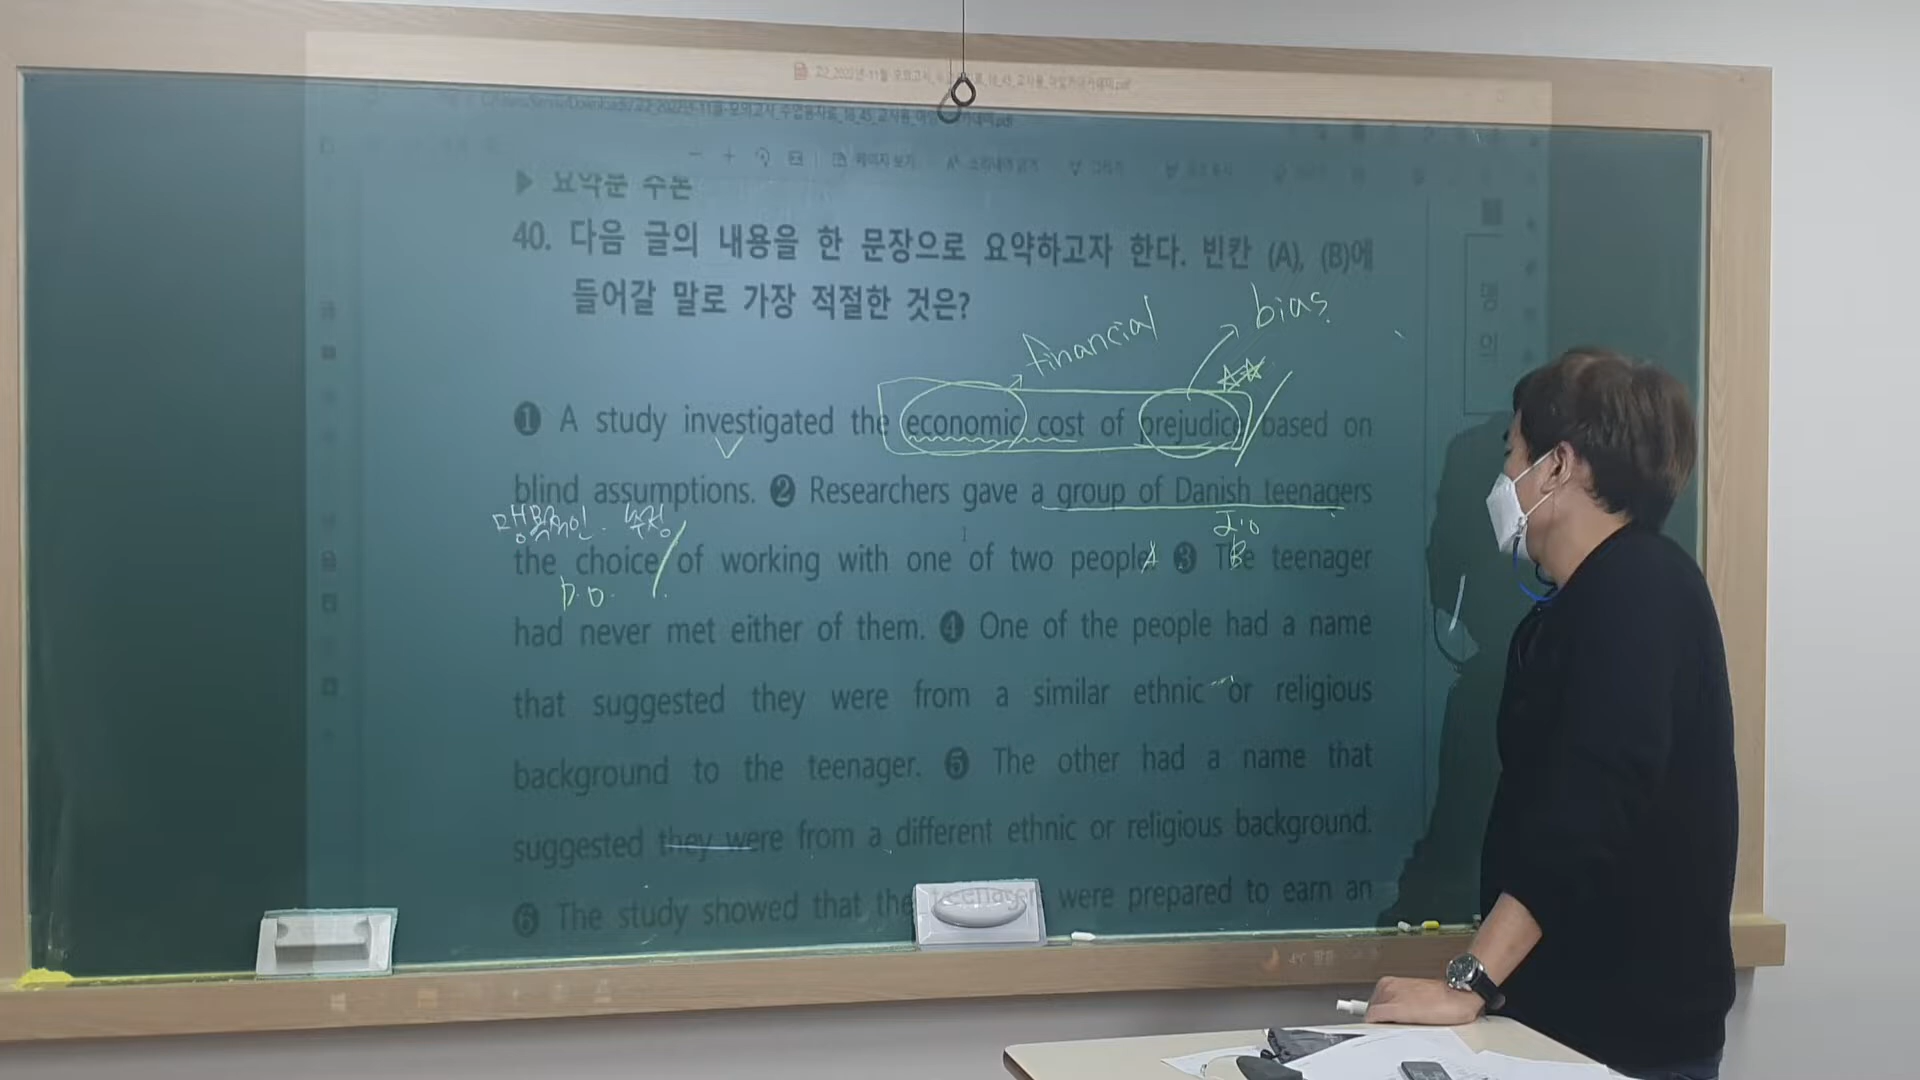 ▶ 요약문 추론
40. 다음 글의 내용을 한 문장으로 요약하고자 한다. 빈칸 (A), (B)에
들어갈 말로 가장 적절한 것은?
financial
bias
❶ A study investigated the economic cost of prejudice based on
blind assumptions. ❷ Researchers gave a group of Danish teenagers
맹목적인 추정
I.O
the choice of working with one of two people. ❸ The teenager
A B
D.O.
had never met either of them. ❹ One of the people had a name
that suggested they were from a similar ethnic or religious
background to the teenager. ❺ The other had a name that
suggested they were from a different ethnic or religious background.
❻ The study showed that the teenagers were prepared to earn an